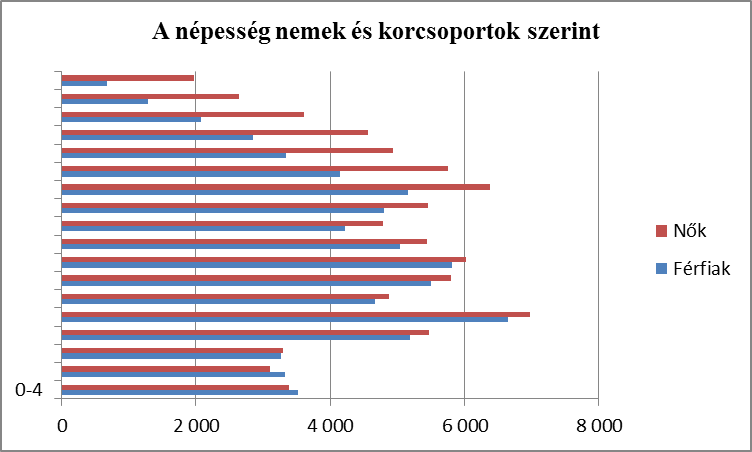 A népesség nemek és korcsoportok szerint
Nők
Férfiak
0-4
0
2 000
4 000
6 000
8 000